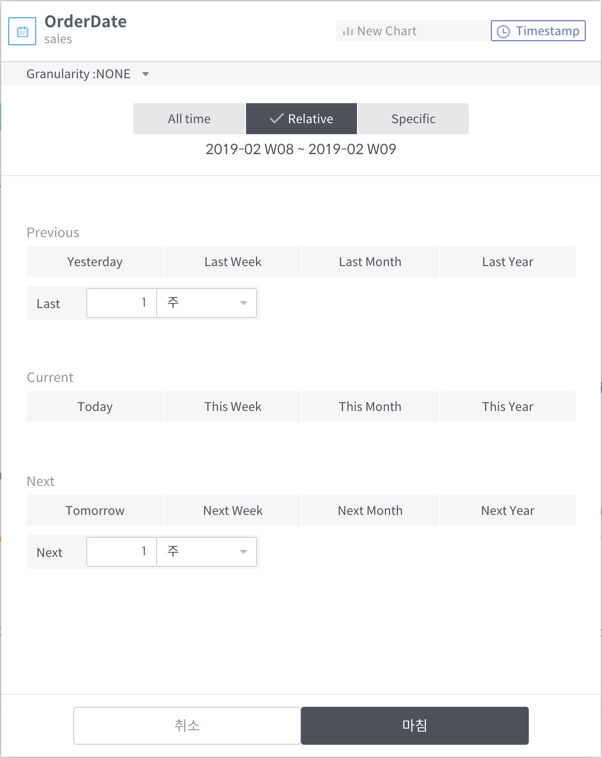 OrderDate
sales
New Chart
Timestamp
Granularity :NONE
All time
Relative
Specific
2019-02 W08 ~ 2019-02 W09
Previous
Yesterday
Last Week
Last Month
Last Year
Last
1
주
Current
Today
This Week
This Month
This Year
Next
Tomorrow
Next Week
Next Month
Next Year
Next
1
주
취소
마침